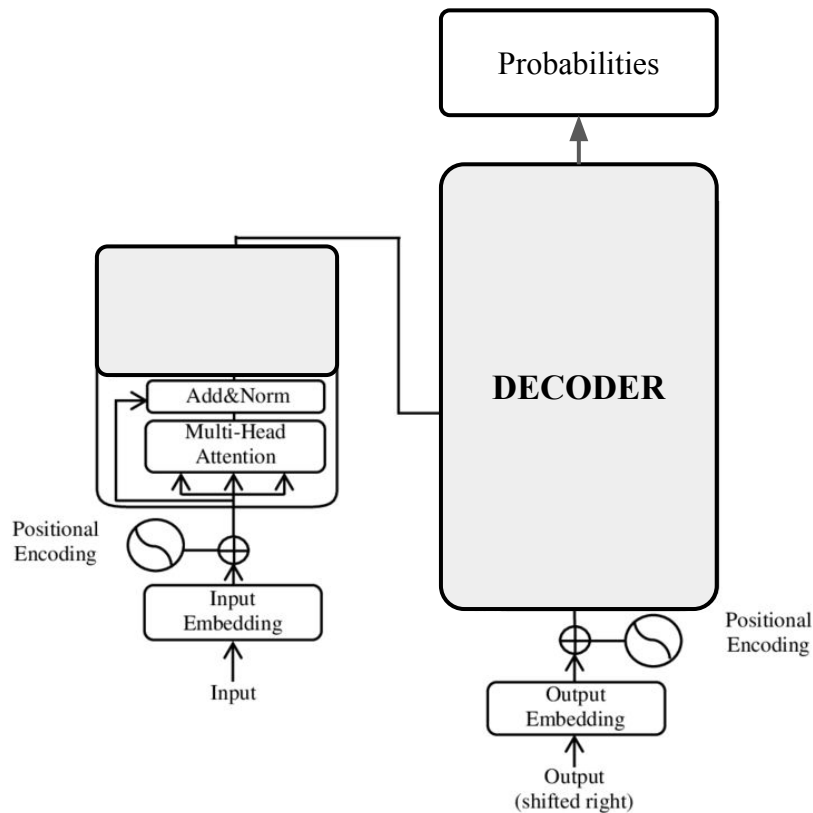 Probabilities
DECODER
Add&Norm
Multi-Head
Attention
Positional
Encoding
Input
Embedding
Input
Positional
Encoding
Output
Embedding
Output
(shifted right)